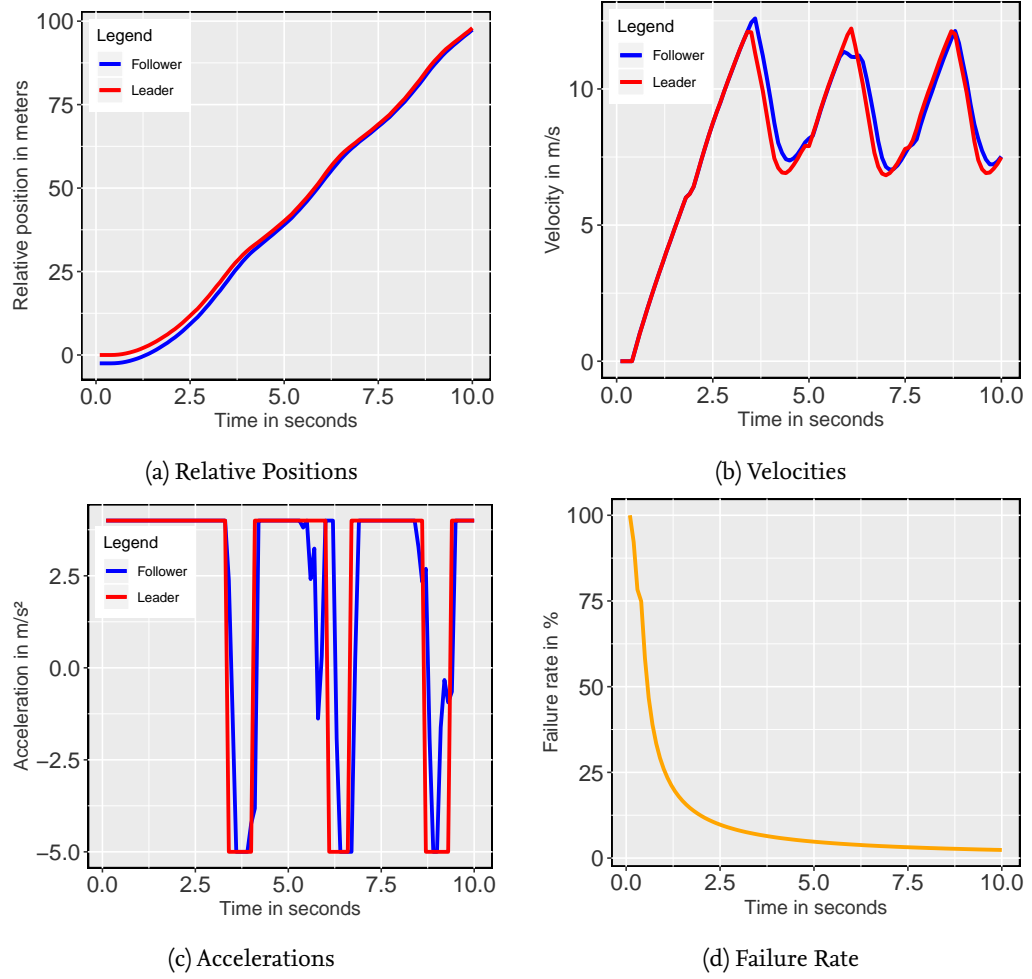 100
75
50
25
0
Relative position in meters
Legend
Follower
Leader
0.0 2.5 5.0 7.5 10.0
Time in seconds
(a) Relative Positions
10
5
0
Velocity in m/s
Legend
Follower
Leader
0.0 2.5 5.0 7.5 10.0
Time in seconds
(b) Velocities
2.5
0.0
−2.5
−5.0
Acceleration in m/s²
Legend
Follower
Leader
0.0 2.5 5.0 7.5 10.0
Time in seconds
(c) Accelerations
100
75
50
25
0
Failure rate in %
0.0 2.5 5.0 7.5 10.0
Time in seconds
(d) Failure Rate